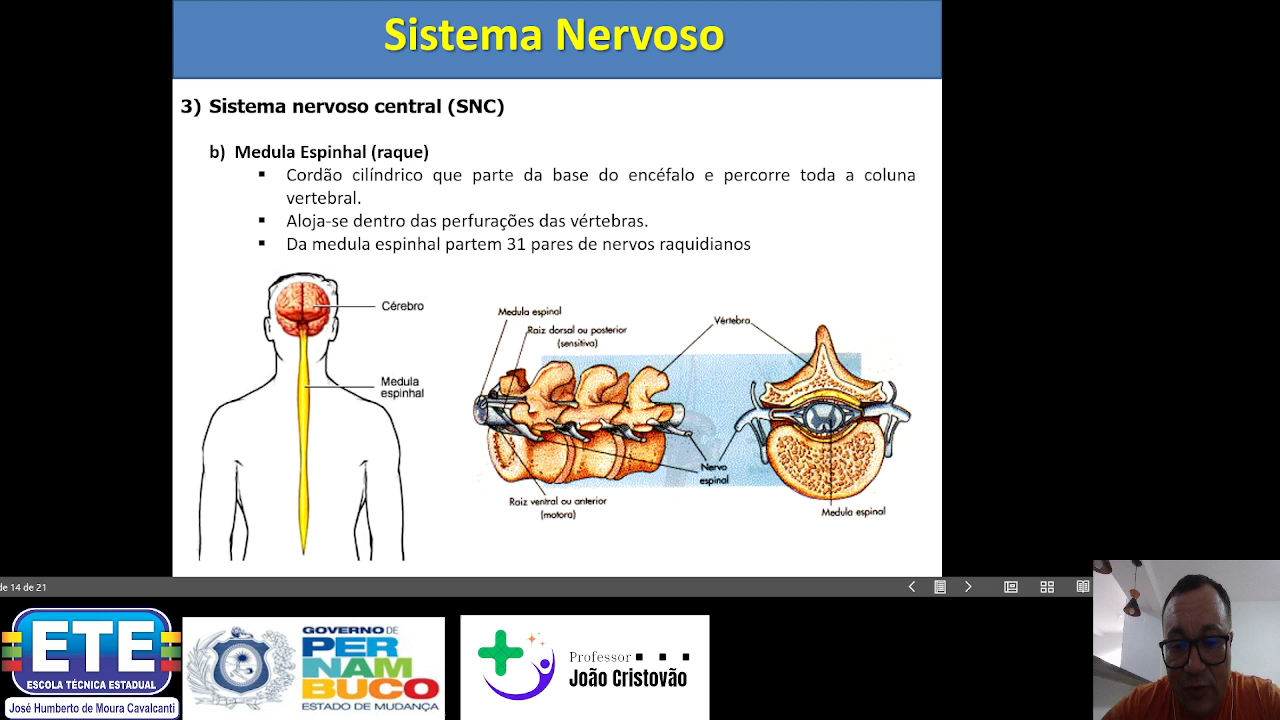 Sistema Nervoso
3) Sistema nervoso central (SNC)
b) Medula Espinhal (raque)
▪ Cordão cilíndrico que parte da base do encéfalo e percorre toda a coluna
vertebral.
▪ Aloja-se dentro das perfurações das vértebras.
▪ Da medula espinhal partem 31 pares de nervos raquidianos
Cérebro
Medula
espinhal
Medula espinal
Raiz dorsal ou posterior
(sensitiva)
Vértebra
Nervo
espinal
Raiz ventral ou anterior
(motora)
Medula espinal
de 14 de 21
ETE
ESCOLA TÉCNICA ESTADUAL
José Humberto de Moura Cavalcanti
GOVERNO DE
PER
NAM
BUCO
ESTADO DE MUDANÇA
Professor
João Cristovão